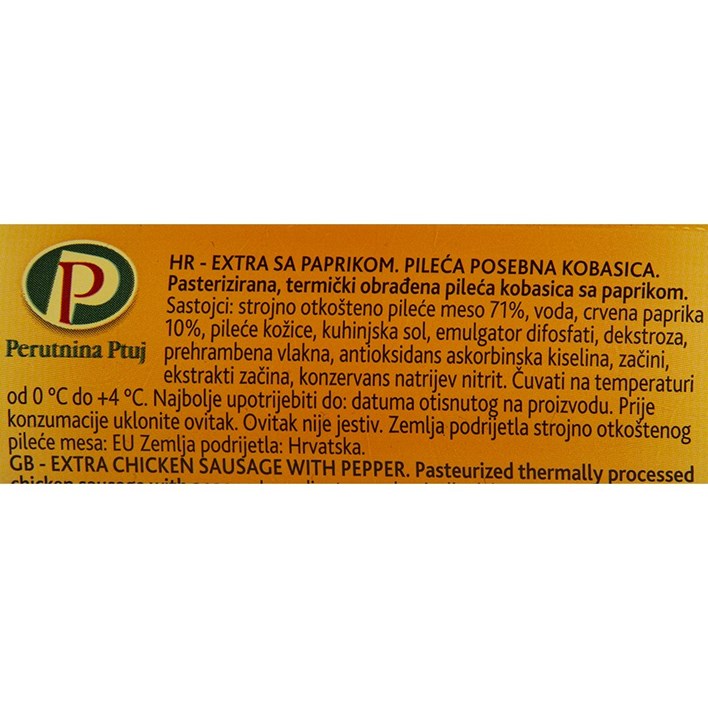 P
Perutnina Ptuj
HR - EXTRA SA PAPRIKOM. PILEĆA POSEBNA KOBASICA.
Pasterizirana, termički obrađena pileća kobasica sa paprikom.
Sastojci: strojno otkošteno pileće meso 71%, voda, crvena paprika
10%, pileće kožice, kuhinjska sol, emulgator difosfati, dekstroza,
prehrambena vlakna, antioksidans askorbinska kiselina, začini,
ekstrakti začina, konzervans natrijev nitrit. Čuvati na temperaturi
od 0 °C do +4 °C. Najbolje upotrijebiti do: datuma otisnutog na proizvodu. Prije
konzumacije uklonite ovitak. Ovitak nije jestiv. Zemlja podrijetla strojno otkoštenog
pileće mesa: EU Zemlja podrijetla: Hrvatska.
GB - EXTRA CHICKEN SAUSAGE WITH PEPPER. Pasteurized thermally processed
chicken sausage with